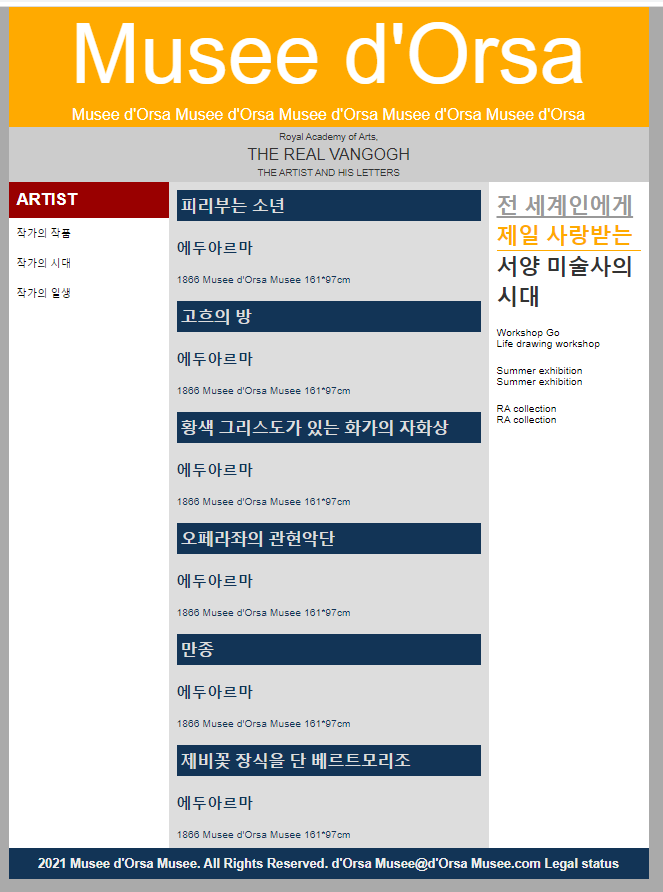 Musee d'Orsa
Musee d'Orsa Musee d'Orsa Musee d'Orsa Musee d'Orsa Musee d'Orsa
Royal Academy of Arts,
THE REAL VANGOGH
THE ARTIST AND HIS LETTERS
ARTIST
작가의 작품
작가의 시대
작가의 일생
피리부는 소년
에두아르마
1866 Musee d'Orsa Musee 161*97cm
고흐의 방
에두아르마
1866 Musee d'Orsa Musee 161*97cm
황색 그리스도가 있는 화가의 자화상
에두아르마
1866 Musee d'Orsa Musee 161*97cm
오페라좌의 관현악단
에두아르마
1866 Musee d'Orsa Musee 161*97cm
만종
에두아르마
1866 Musee d'Orsa Musee 161*97cm
제비꽃 장식을 단 베르트모리조
에두아르마
1866 Musee d'Orsa Musee 161*97cm
전 세계인에게
제일 사랑받는
서양 미술사의
시대
Workshop Go
Life drawing workshop
Summer exhibition
Summer exhibition
RA collection
RA collection
2021 Musee d'Orsa Musee. All Rights Reserved. d'Orsa Musee@d'Orsa Musee.com Legal status